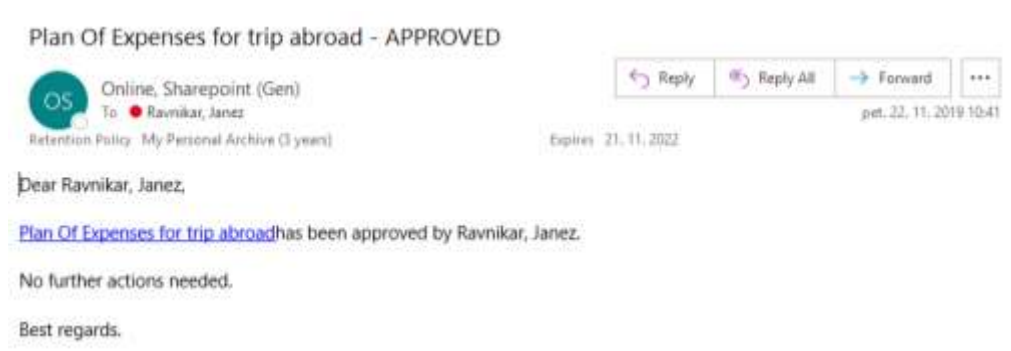 Plan Of Expenses for trip abroad - APPROVED
OS
Online, Sharepoint (Gen)
To Ravnikar, Janez
Reply
Reply All
Forward
...
pet. 22. 11. 2019 10:41
Retention Policy My Personal Archive (3 years)
Expires 21. 11. 2022
Dear Ravnikar, Janez,
Plan Of Expenses for trip abroadhas been approved by Ravnikar, Janez.
No further actions needed.
Best regards.